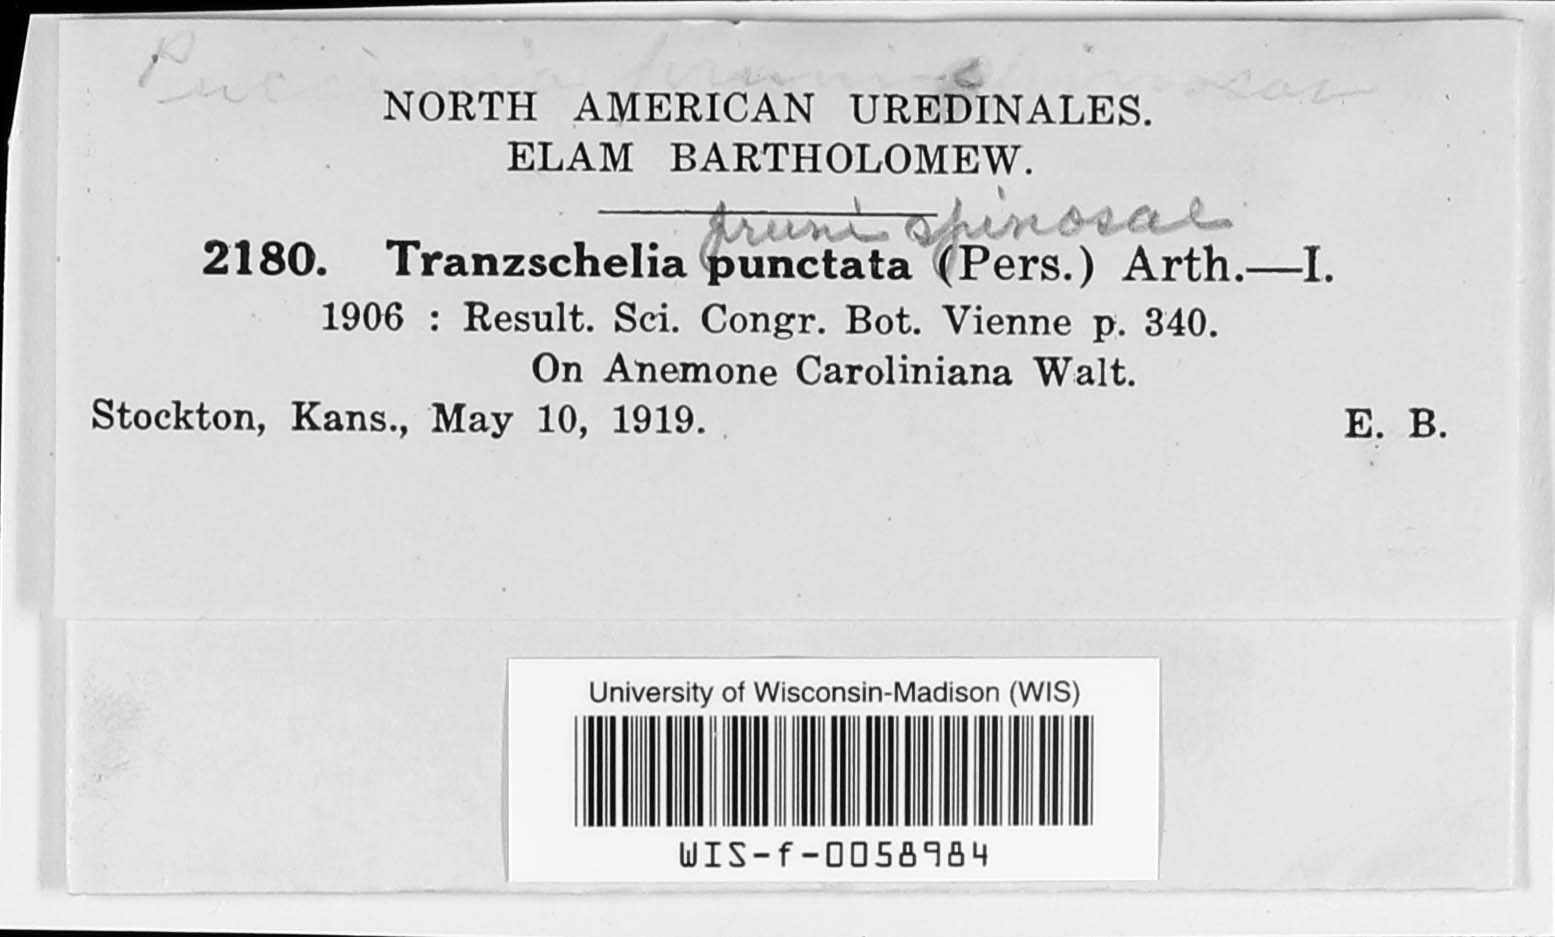 Puccinia pruni-spinosae
NORTH AMERICAN UREDINALES.
ELAM BARTHOLOMEW.
pruni spinosae
2180. Tranzschelia (punctata (Pers.) Arth.—I.
1906 : Result. Sci. Congr. Bot. Vienne p. 340.
On Anemone Caroliniana Walt.
Stockton, Kans., May 10, 1919. E. B.
University of Wisconsin-Madison (WIS)
WIS-f-0058984